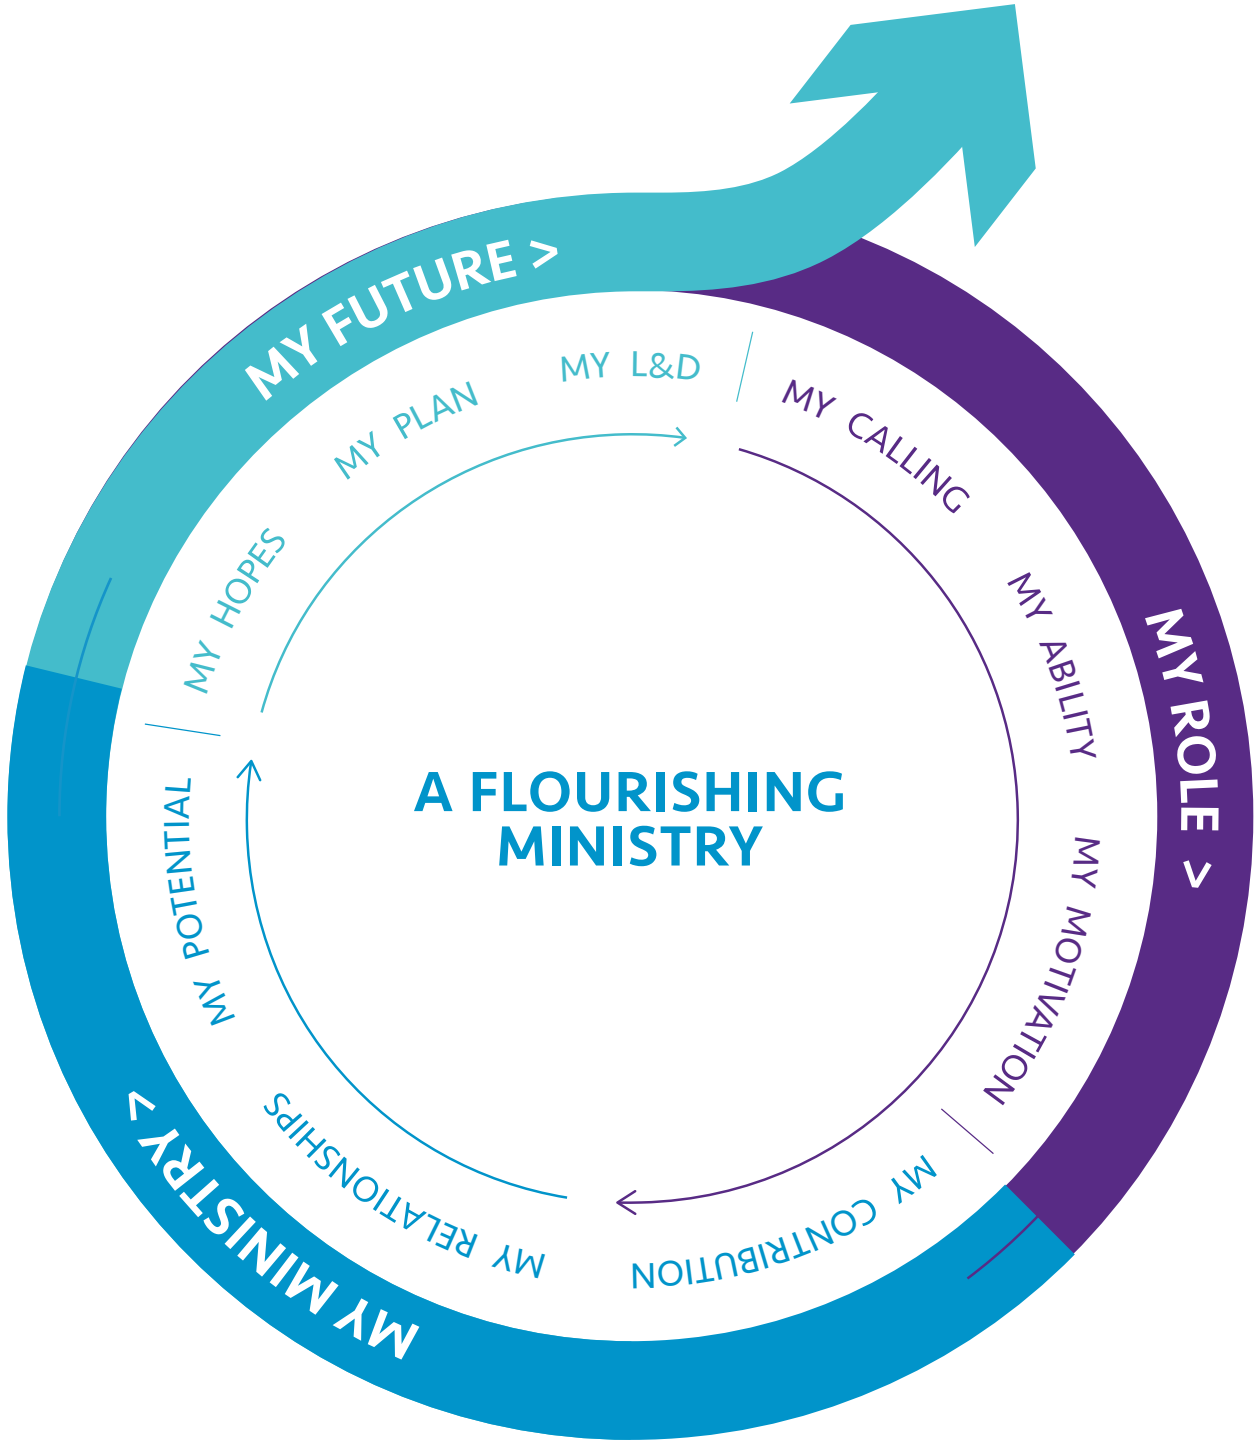 MY FUTURE >
MY L&D
MY PLAN
MY HOPES
MY CALLING
MY ABILITY
MY MOTIVATION
MY ROLE >
A FLOURISHING
MINISTRY
MY CONTRIBUTION
MY RELATIONSHIPS
MY POTENTIAL
MY MINISTRY >